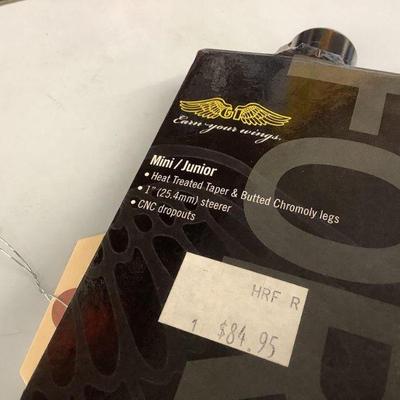 GT
Earn your wings.
Mini / Junior
• Heat Treated Taper & Butted Chromoly legs
• 1" (25.4mm) steerer
• CNC dropouts
HRF R
1 $84.95